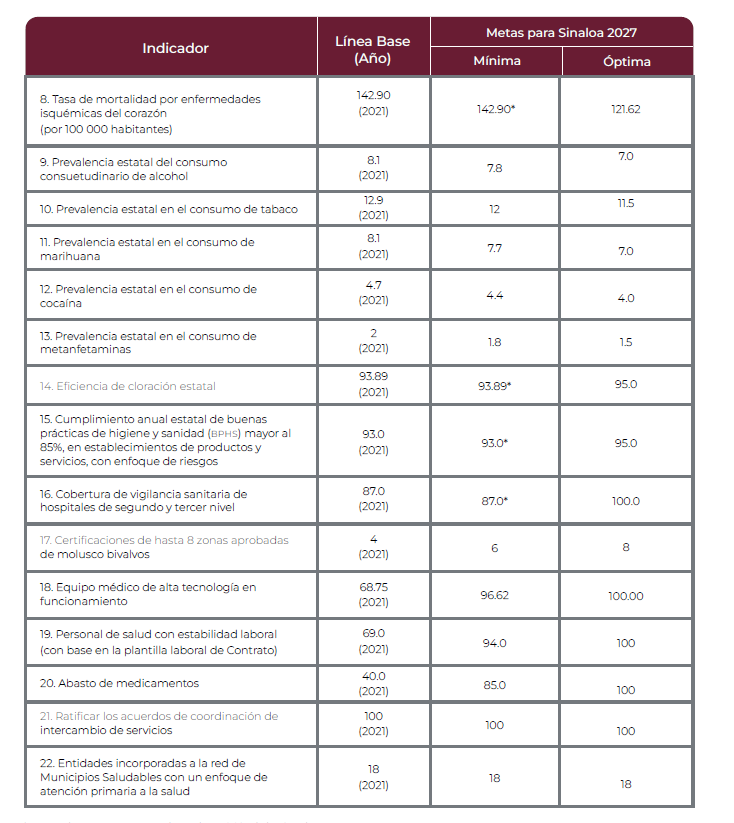 Indicador
Línea Base
(Año)
Metas para Sinaloa 2027
Mínima
Óptima
8. Tasa de mortalidad por enfermedades
isquémicas del corazón
(por 100 000 habitantes)
142.90
(2021)
142.90*
121.62
9. Prevalencia estatal del consumo
consuetudinario de alcohol
8.1
(2021)
7.8
7.0
10. Prevalencia estatal en el consumo de tabaco
12.9
(2021)
12
11.5
11. Prevalencia estatal en el consumo de
marihuana
8.1
(2021)
7.7
7.0
12. Prevalencia estatal en el consumo de
cocaína
4.7
(2021)
4.4
4.0
13. Prevalencia estatal en el consumo de
metanfetaminas
2
(2021)
1.8
1.5
14. Eficiencia de cloración estatal
93.89
(2021)
93.89*
95.0
15. Cumplimiento anual estatal de buenas
prácticas de higiene y sanidad (BPHS) mayor al
85%, en establecimientos de productos y
servicios, con enfoque de riesgos
93.0
(2021)
93.0*
95.0
16. Cobertura de vigilancia sanitaria de
hospitales de segundo y tercer nivel
87.0
(2021)
87.0*
100.0
17. Certificaciones de hasta 8 zonas aprobadas
de molusco bivalvos
4
(2021)
6
8
18. Equipo médico de alta tecnología en
funcionamiento
68.75
(2021)
96.62
100.00
19. Personal de salud con estabilidad laboral
(con base en la plantilla laboral de Contrato)
69.0
(2021)
94.0
100
20. Abasto de medicamentos
40.0
(2021)
85.0
100
21. Ratificar los acuerdos de coordinación de
intercambio de servicios
100
(2021)
100
100
22. Entidades incorporadas a la red de
Municipios Saludables con un enfoque de
atención primaria a la salud
18
(2021)
18
18